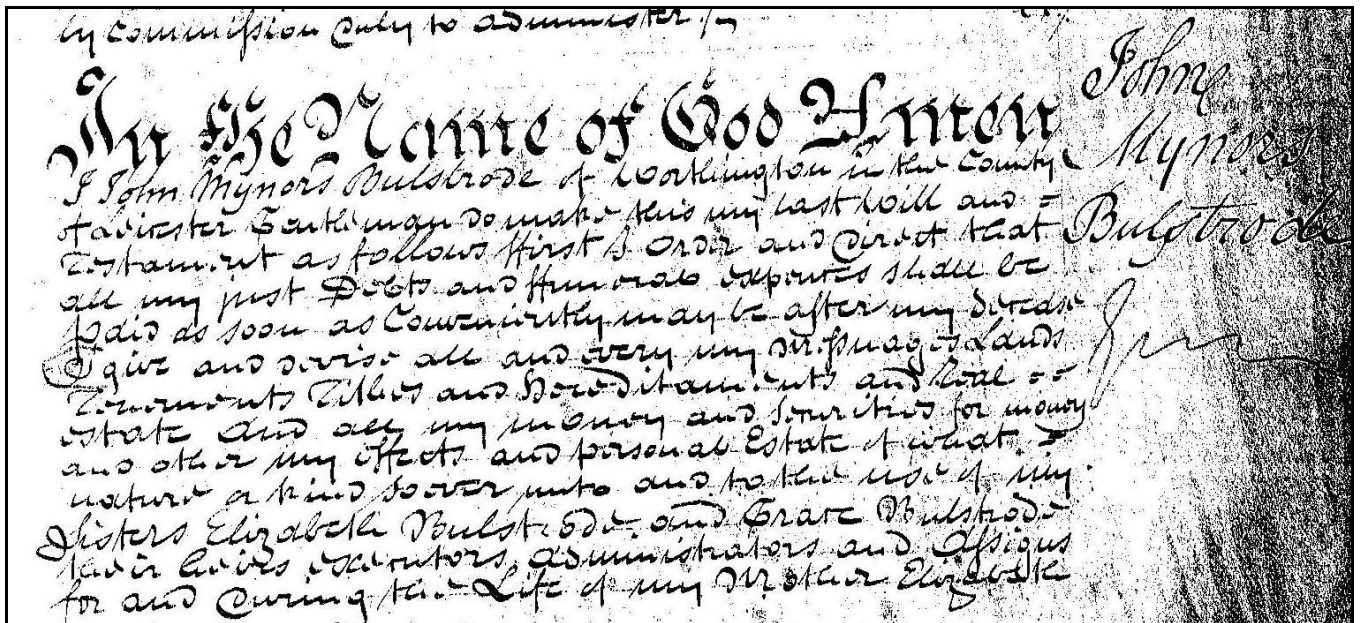 by Commission duly to administer
In the Name of God Amen
I John Mynors Bulstrode of Worthington in the County
of Leicester Gentleman do make this my last Will and =
Testament as follows ffirst I Order and Direct that
all my just Debts and ffuneral expences shall be
paid as soon as Conveniently may be after my decease
I give and devise all and every my Messuages Lands
Tenements Tithes and Hereditaments and Real = =
estate and all my money and Securities for money
and other my effects and personal Estate of what =
nature or kind soever unto and to the use of my
Sisters Elizabeth Bulstrode and Grace Bulstrode
their heirs executors administrators and Assigns
for and During the Life of my Mother Elizabeth
John
Mynors
Bulstrode